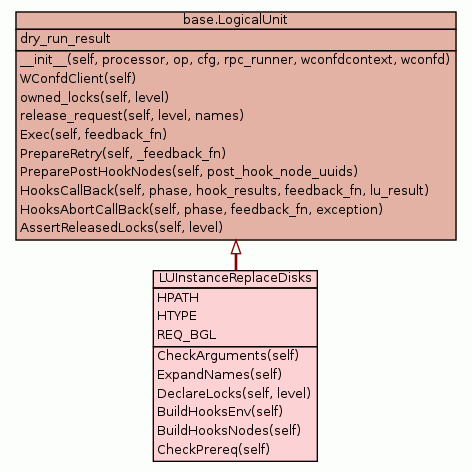 base.LogicalUnit
dry_run_result
__init__(self, processor, op, cfg, rpc_runner, wconfdcontext, wconfd)
WConfdClient(self)
owned_locks(self, level)
release_request(self, level, names)
Exec(self, feedback_fn)
PrepareRetry(self, _feedback_fn)
PreparePostHookNodes(self, post_hook_node_uuids)
HooksCallBack(self, phase, hook_results, feedback_fn, lu_result)
HooksAbortCallBack(self, phase, feedback_fn, exception)
AssertReleasedLocks(self, level)
LUInstanceReplaceDisks
HPATH
HTYPE
REQ_BGL
CheckArguments(self)
ExpandNames(self)
DeclareLocks(self, level)
BuildHooksEnv(self)
BuildHooksNodes(self)
CheckPrereq(self)